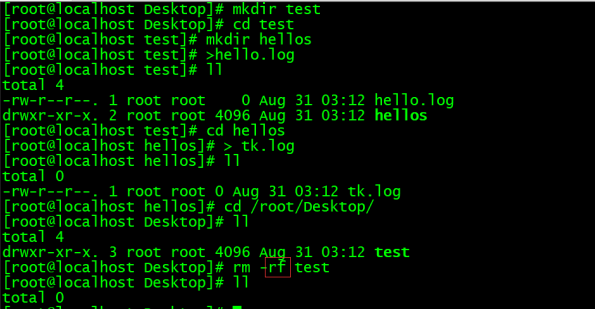 [root@localhost Desktop]# mkdir test
[root@localhost Desktop]# cd test
[root@localhost test]# mkdir hellos
[root@localhost test]# >hello.log
[root@localhost test]# ll
total 4
-rw-r--r--. 1 root root    0 Aug 31 03:12 hello.log
drwxr-xr-x. 2 root root 4096 Aug 31 03:12 hellos
[root@localhost test]# cd hellos
[root@localhost hellos]# > tk.log
[root@localhost hellos]# ll
total 0
-rw-r--r--. 1 root root 0 Aug 31 03:12 tk.log
[root@localhost hellos]# cd /root/Desktop/
[root@localhost Desktop]# ll
total 4
drwxr-xr-x. 3 root root 4096 Aug 31 03:12 test
[root@localhost Desktop]# rm -rf test
[root@localhost Desktop]# ll
total 0